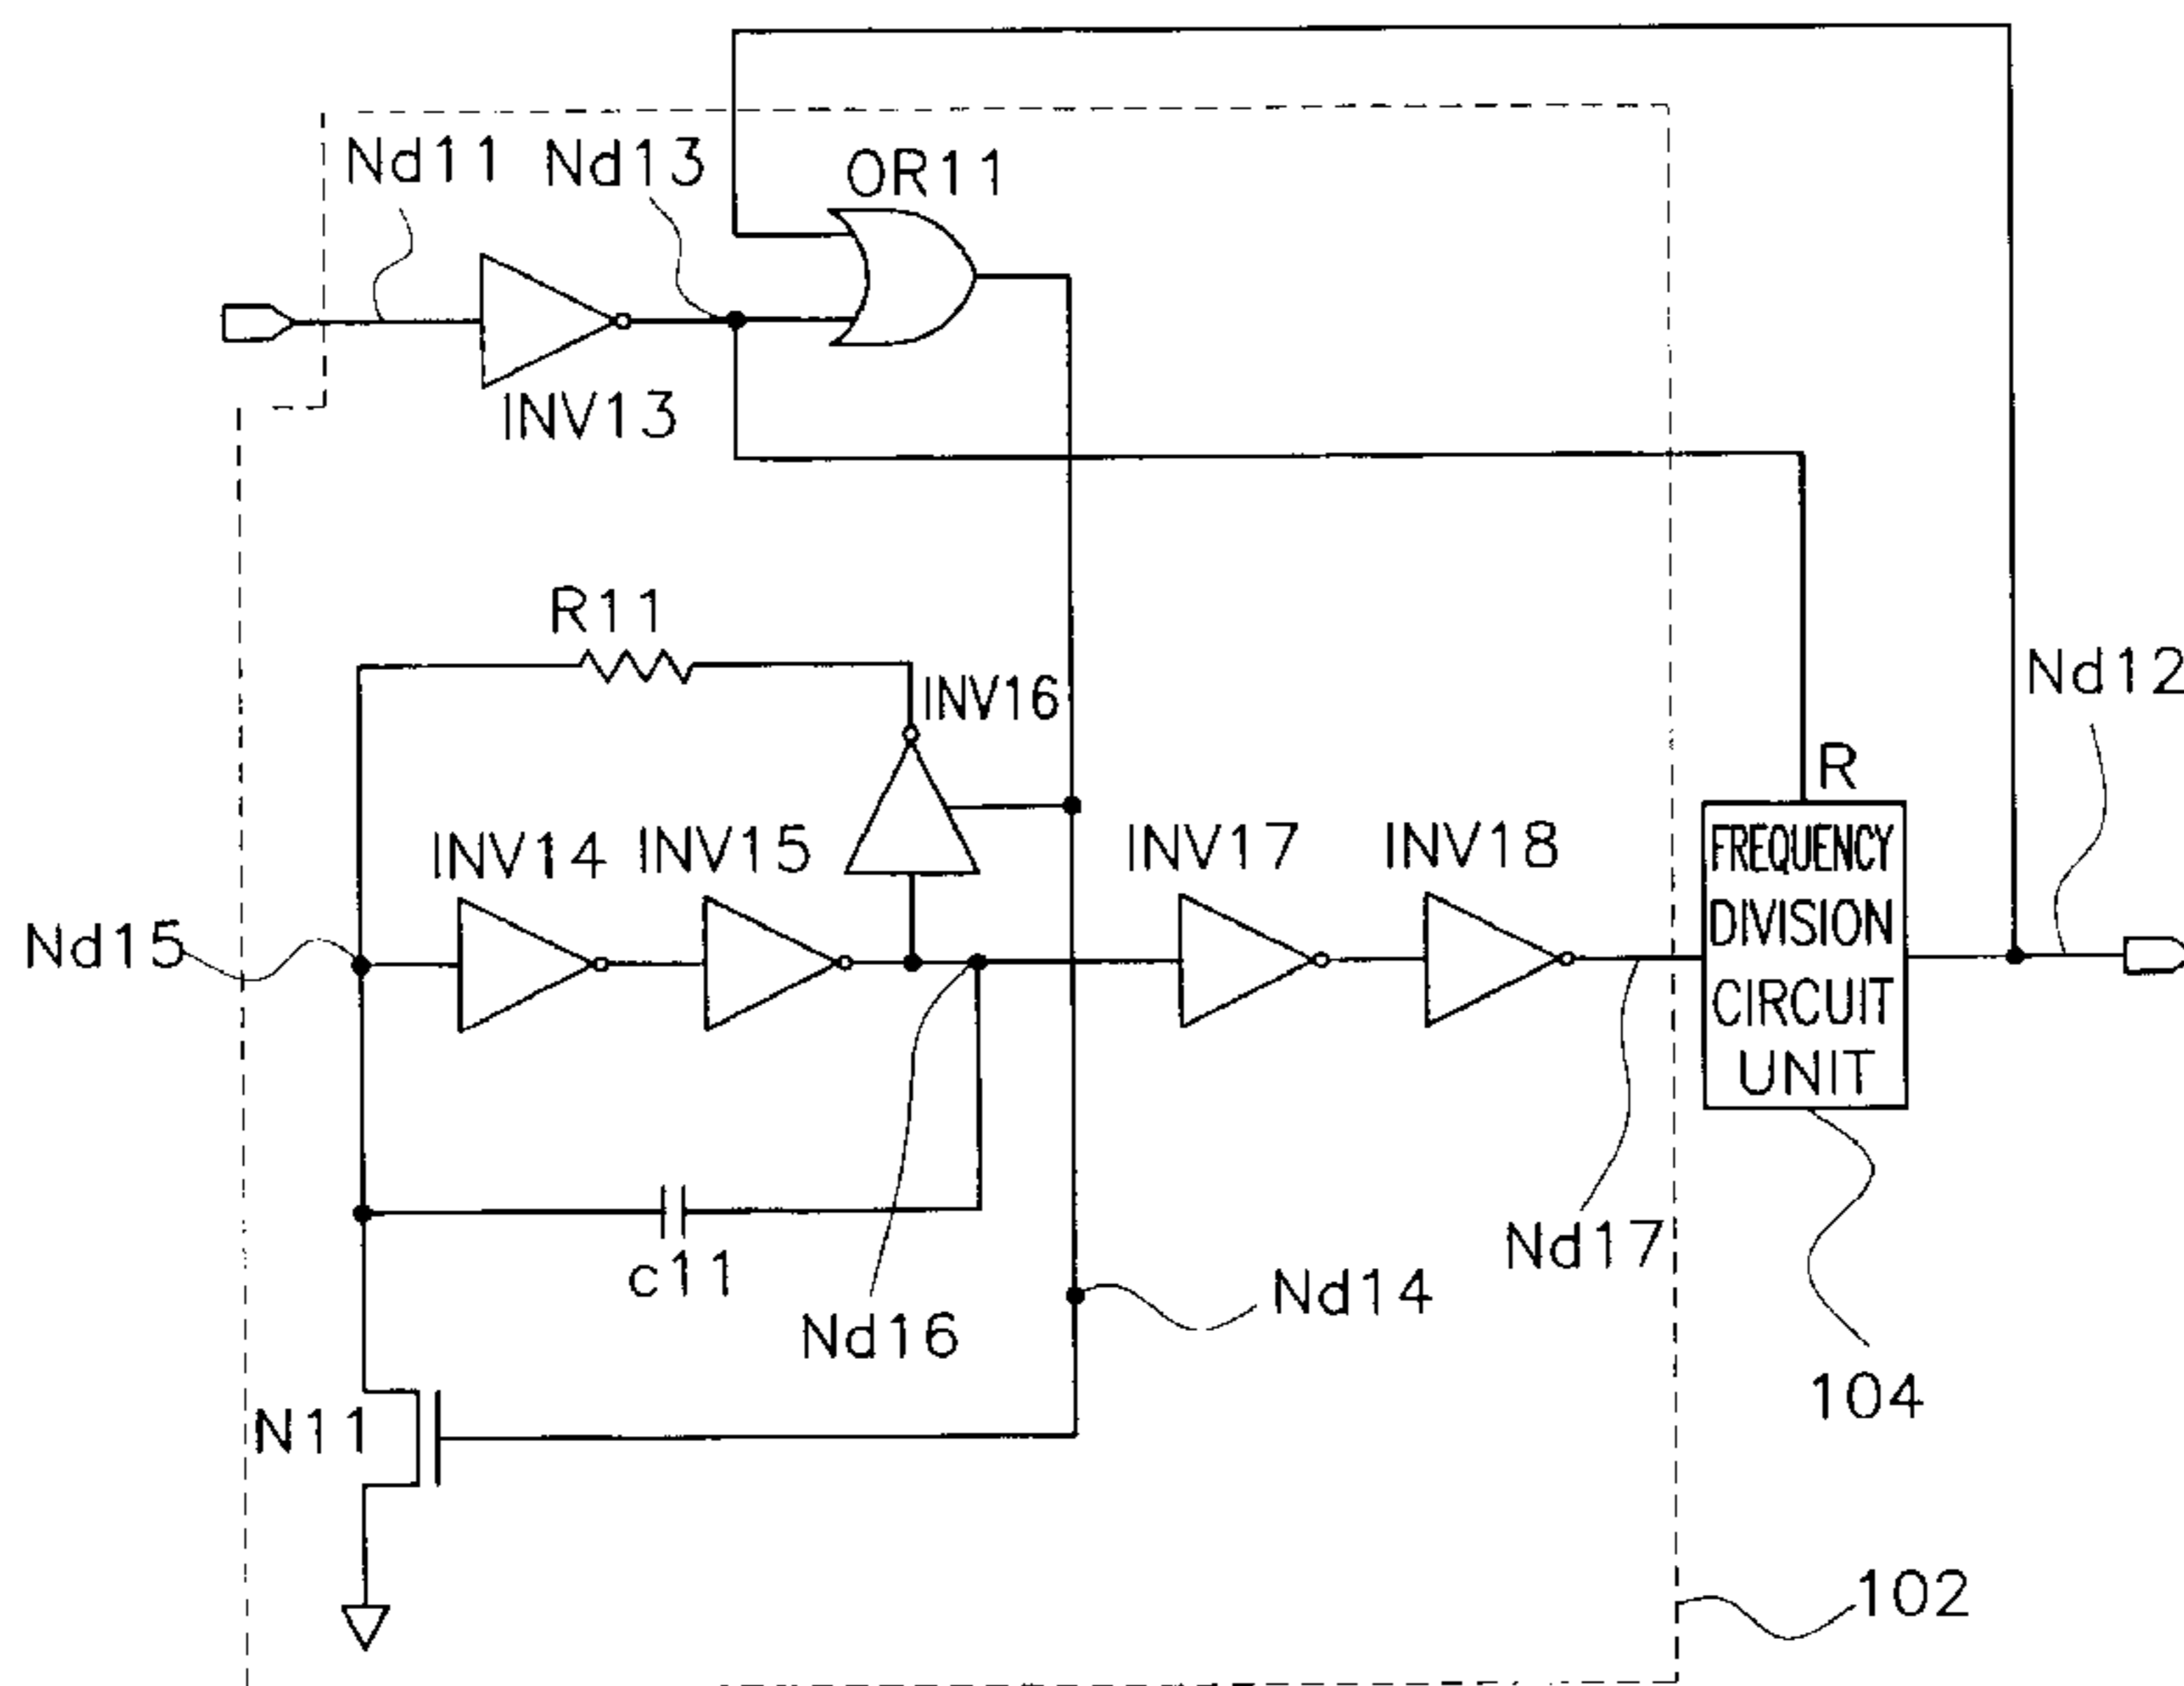 Nd11
Nd13
OR11
INV13
R11
INV16
Nd12
R
INV14
INV15
INV17
INV18
FREQUENCY
DIVISION
CIRCUIT
UNIT
Nd15
c11
Nd16
Nd14
Nd17
104
N11
102